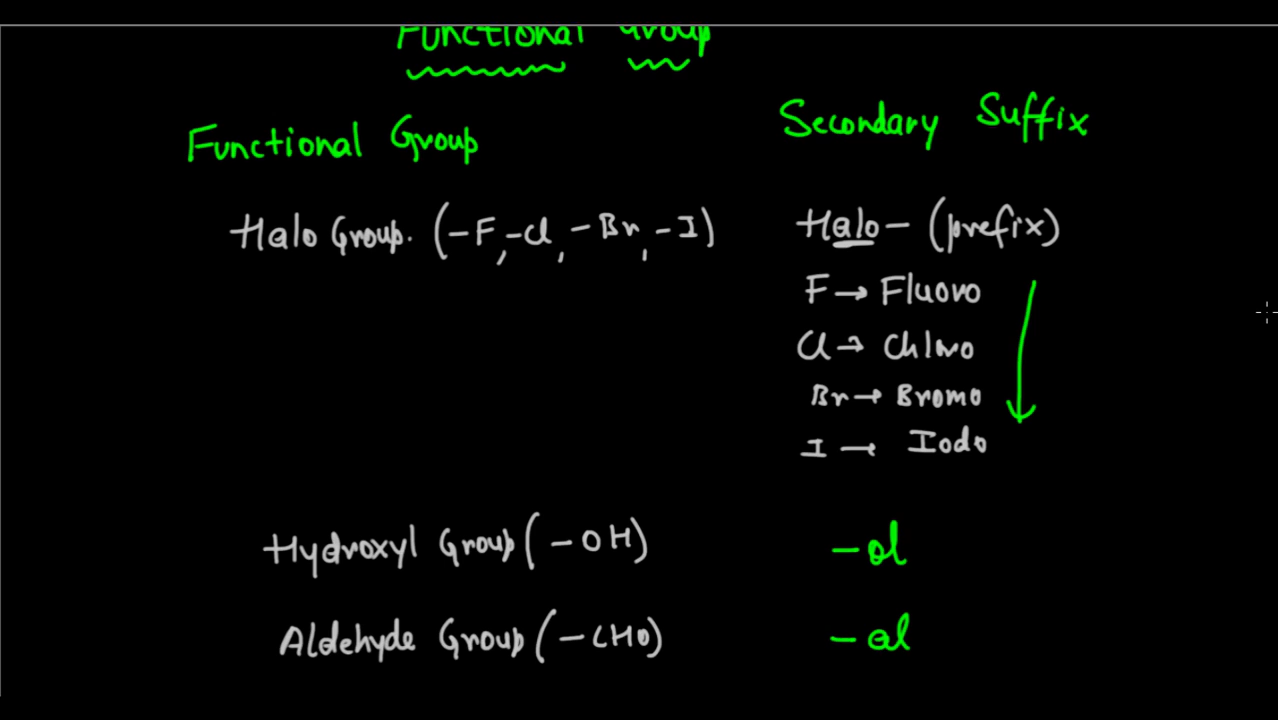 Functional Group
Functional Group Secondary Suffix
Halo Group. (-F, -Cl, -Br, -I) Halo- (prefix)
F → Fluoro
Cl → Chloro
Br → Bromo
I → Iodo
Hydroxyl Group (-OH) -ol
Aldehyde Group (-CHO) -al